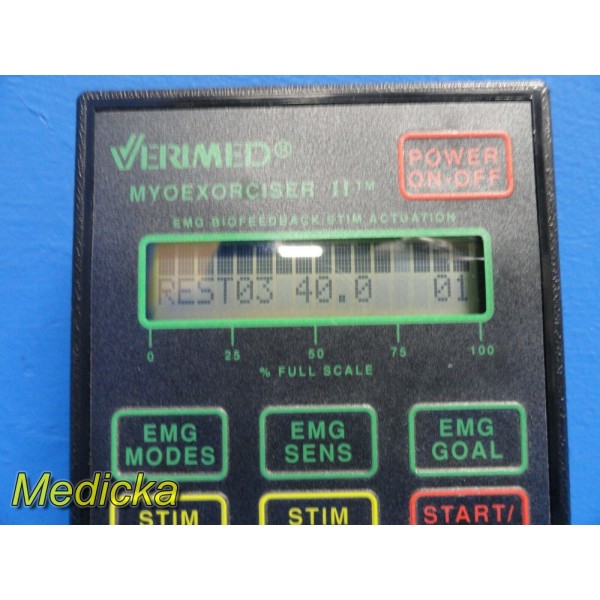 VERIMED®
POWER
ON-OFF
MYOEXORCISER II™
EMG BIOFEEDBACK/STIM ACTUATION
REST03 40.0 01
0 25 50 75 100
% FULL SCALE
EMG
MODES
EMG
SENS
EMG
GOAL
STIM
STIM
START/
Medicka